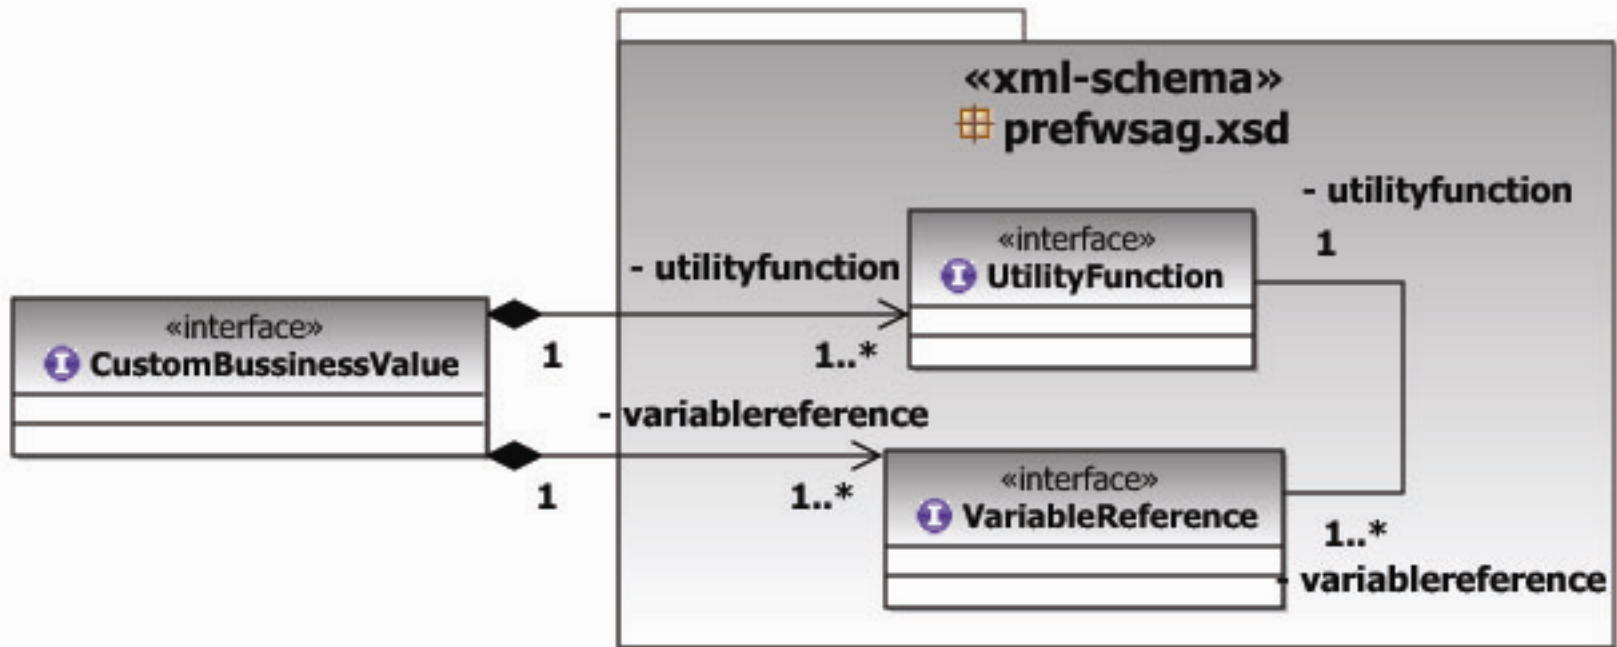 «xml-schema»
prefwsag.xsd
- utilityfunction
1
«interface»
UtilityFunction
- utilityfunction
1
1..*
«interface»
CustomBussinessValue
- variablereference
1
1..*
«interface»
VariableReference
1..*
- variablereference